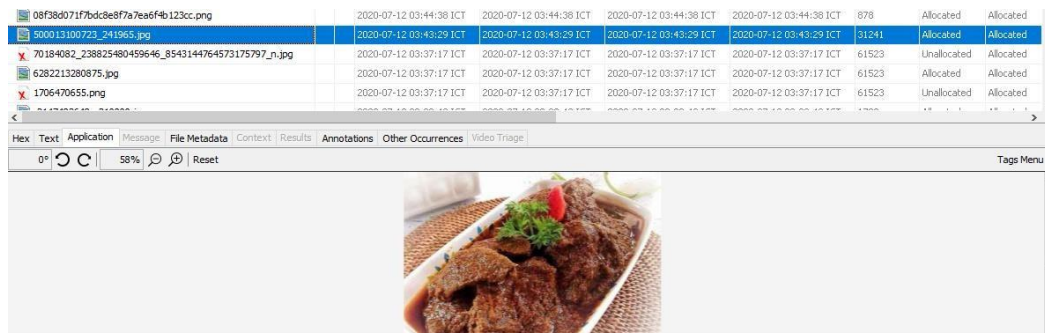 08f38d071f7bdc8e8f7a7ea6f4b123cc.png 2020-07-12 03:44:38 ICT 2020-07-12 03:44:38 ICT 2020-07-12 03:44:38 ICT 2020-07-12 03:44:38 ICT 878 Allocated Allocated
500013100723_241965.jpg 2020-07-12 03:43:29 ICT 2020-07-12 03:43:29 ICT 2020-07-12 03:43:29 ICT 2020-07-12 03:43:29 ICT 31241 Allocated Allocated
70184082_238825480459646_8543144764573175797_n.jpg 2020-07-12 03:37:17 ICT 2020-07-12 03:37:17 ICT 2020-07-12 03:37:17 ICT 2020-07-12 03:37:17 ICT 61523 Unallocated Allocated
6282213280875.jpg 2020-07-12 03:37:17 ICT 2020-07-12 03:37:17 ICT 2020-07-12 03:37:17 ICT 2020-07-12 03:37:17 ICT 61523 Allocated Allocated
1706470655.png 2020-07-12 03:37:17 ICT 2020-07-12 03:37:17 ICT 2020-07-12 03:37:17 ICT 2020-07-12 03:37:17 ICT 61523 Unallocated Allocated
Hex Text Application Message File Metadata Context Results Annotations Other Occurrences Video Triage
0° 58% Reset Tags Menu